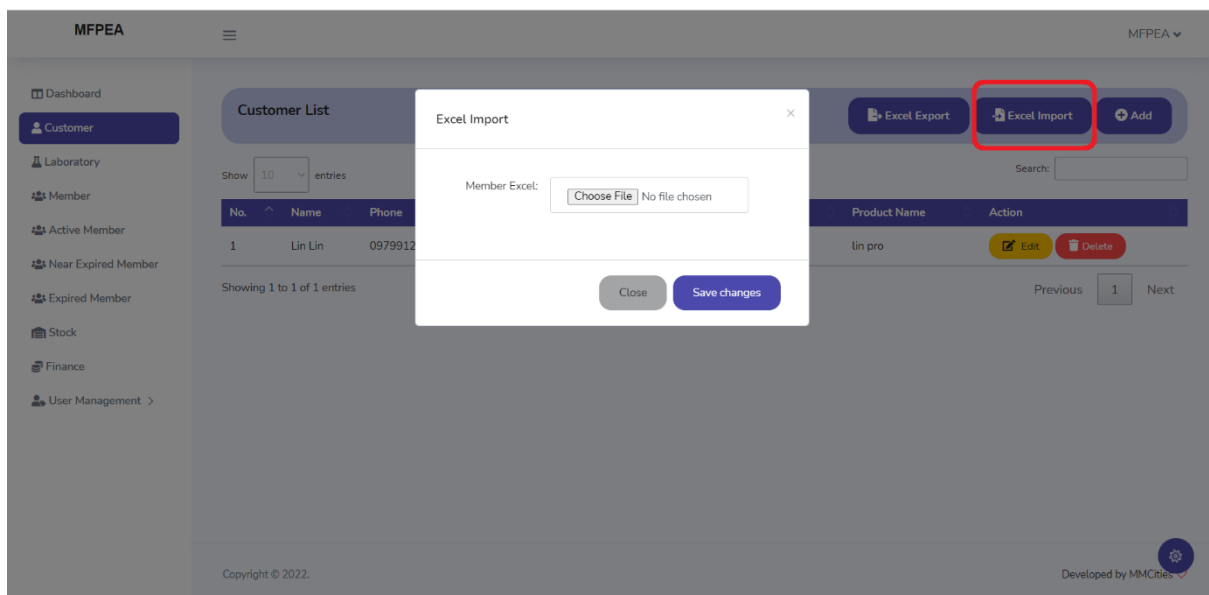 MFPEA
MFPEA
Dashboard
Customer
Laboratory
Member
Active Member
Near Expired Member
Expired Member
Stock
Finance
User Management
Customer List
Excel Export
Excel Import
Add
Show 10 entries
Search:
No. Name Phone Product Name Action
1 Lin Lin 0979912 lin pro Edit Delete
Showing 1 to 1 of 1 entries
Previous 1 Next
Excel Import ×
Member Excel: Choose File No file chosen
Close Save changes
Copyright © 2022.
Developed by MMCities